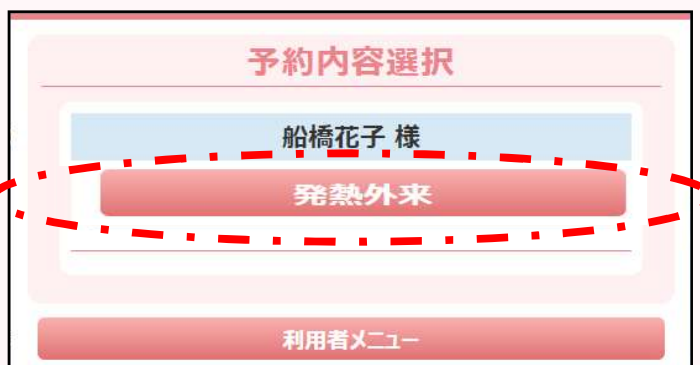 予約内容選択
船橋花子 様
発熱外来
利用者メニュー